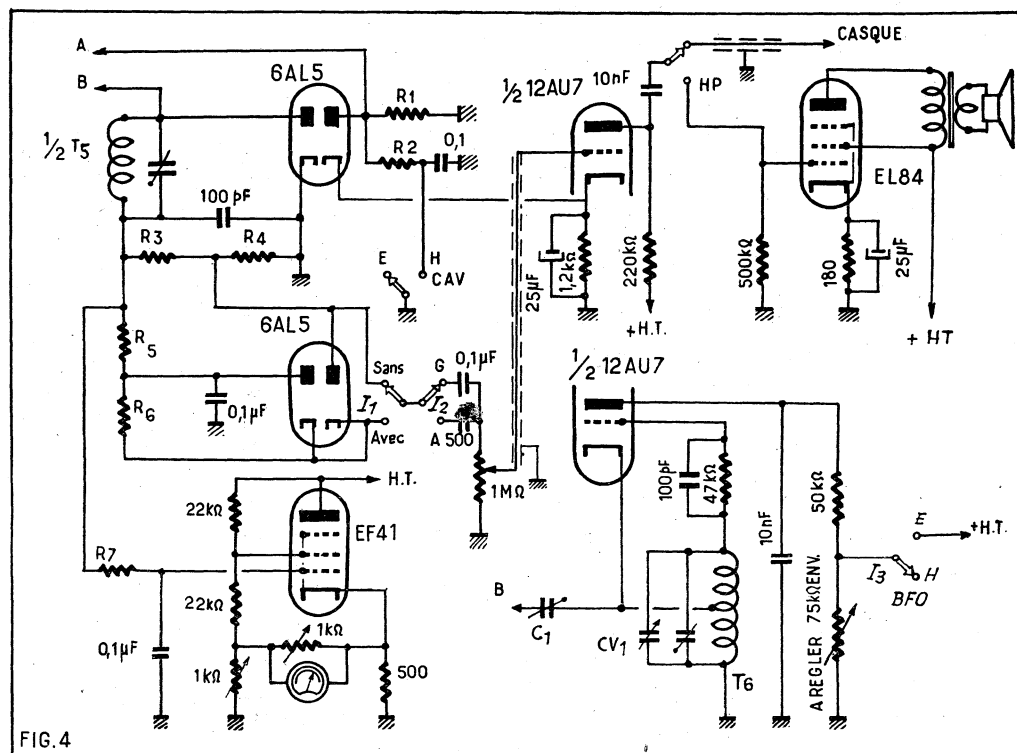 A
6AL5
B
1/2 T5
R1
R2
0,1
100 pF
R3
R4
E
H
CAV
10nF
1/2 12AU7
CASQUE
HP
EL84
25µF
1,2kΩ
220kΩ
+H.T.
500kΩ
180
25µF
+ HT
6AL5
R5
R6
0,1µF
Sans
G
0,1µF
I1
I2
Avec
A 500
1MΩ
1/2 12AU7
100pF
47kΩ
50kΩ
10nF
E
+H.T.
I3
H
BFO
A REGLER 75kΩ ENV.
B
C1
CV1
T6
H.T.
22kΩ
EF41
R7
22kΩ
1kΩ
0,1µF
1kΩ
500
FIG.4